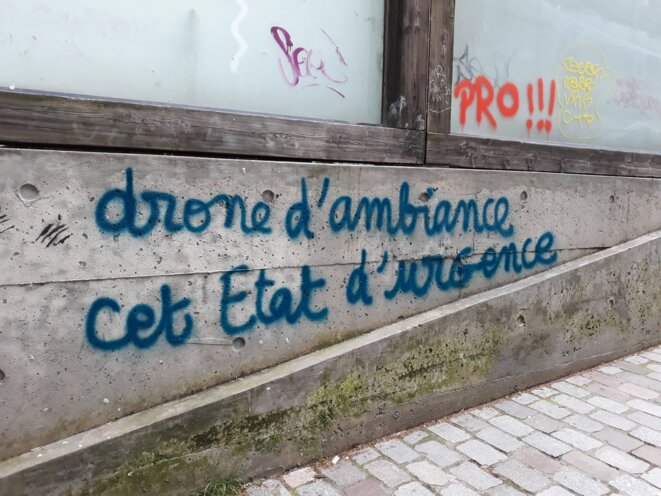 PRO!!!
drone d'ambiance
cet Etat d'urgence